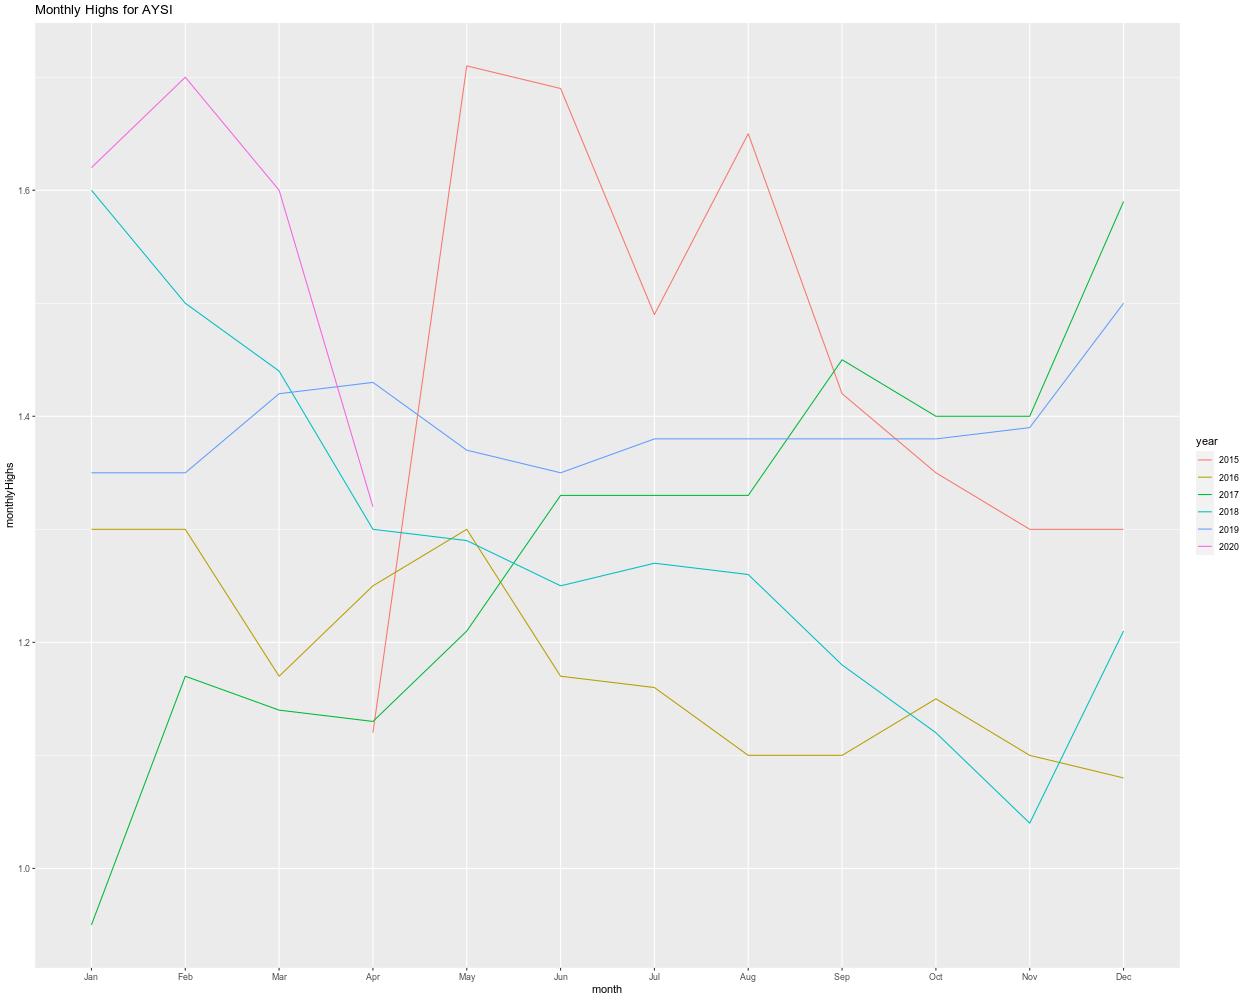 Monthly Highs for AYSI
monthlyHighs
1.6
1.4
1.2
1.0
Jan Feb Mar Apr May Jun Jul Aug Sep Oct Nov Dec
month
year
2015
2016
2017
2018
2019
2020